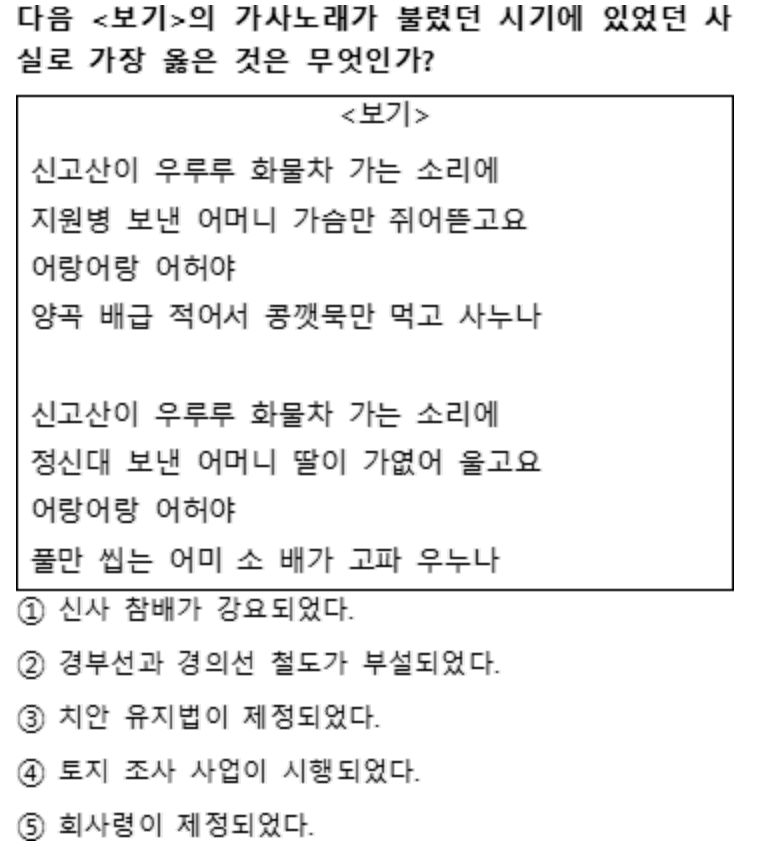 다음 <보기>의 가사노래가 불렸던 시기에 있었던 사
실로 가장 옳은 것은 무엇인가?
<보기>
신고산이 우루루 화물차 가는 소리에
지원병 보낸 어머니 가슴만 쥐어뜯고요
어랑어랑 어허야
양곡 배급 적어서 콩깻묵만 먹고 사누나
신고산이 우루루 화물차 가는 소리에
정신대 보낸 어머니 딸이 가엾어 울고요
어랑어랑 어허야
풀만 씹는 어미 소 배가 고파 우누나
① 신사 참배가 강요되었다.
② 경부선과 경의선 철도가 부설되었다.
③ 치안 유지법이 제정되었다.
④ 토지 조사 사업이 시행되었다.
⑤ 회사령이 제정되었다.